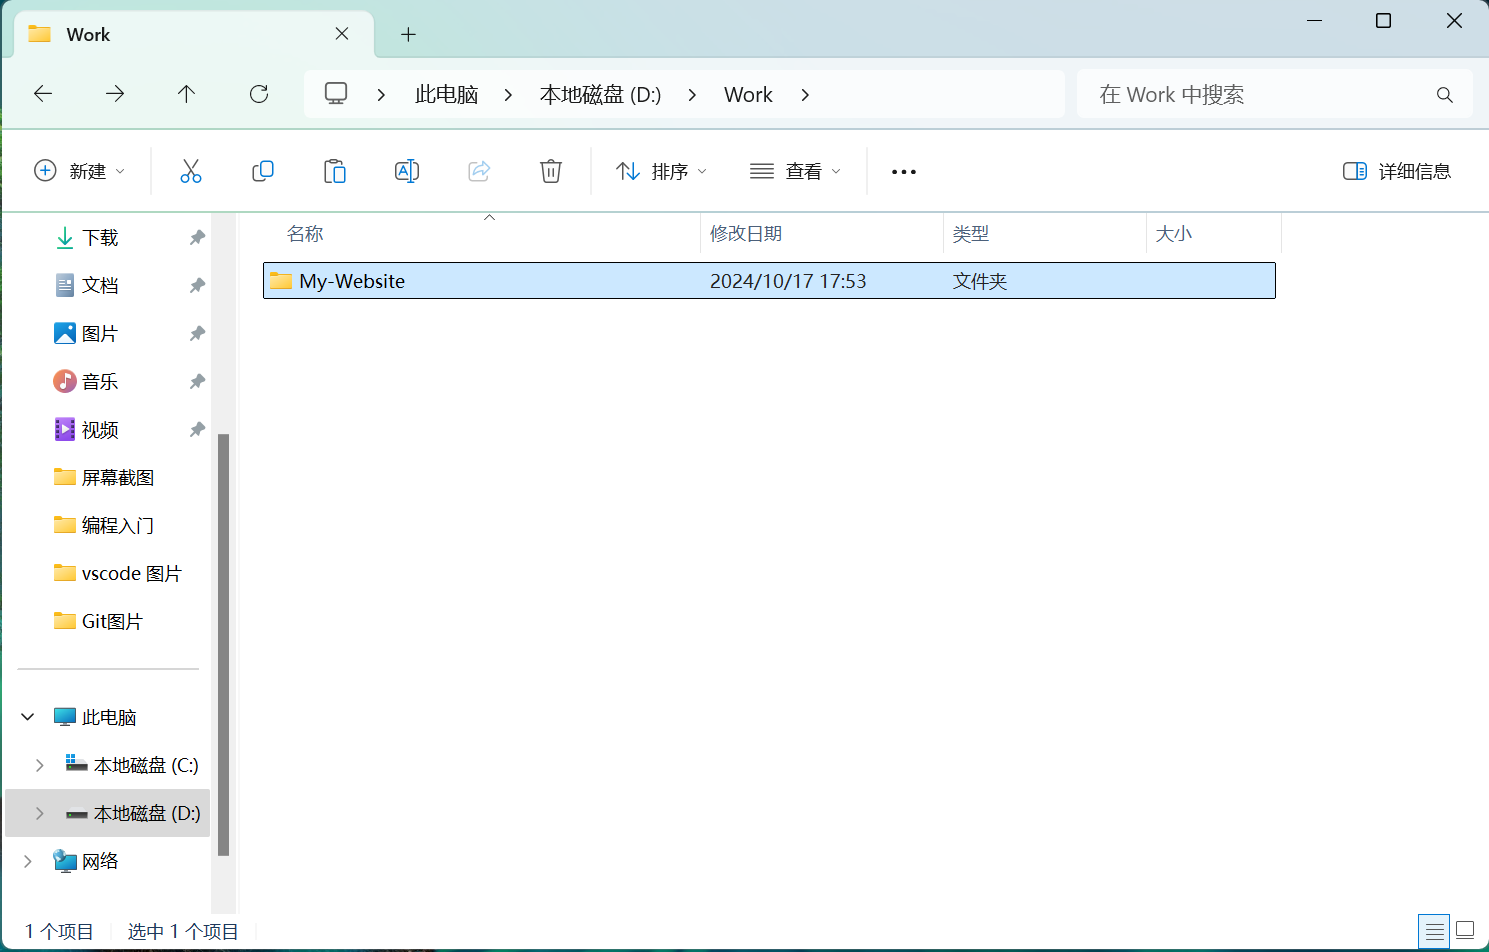 Work
此电脑 本地磁盘 (D:) Work
在 Work 中搜索
新建 排序 查看 详细信息
名称 修改日期 类型 大小
My-Website 2024/10/17 17:53 文件夹
下载
文档
图片
音乐
视频
屏幕截图
编程入门
vscode 图片
Git图片
此电脑
本地磁盘 (C:)
本地磁盘 (D:)
网络
1 个项目 选中 1 个项目